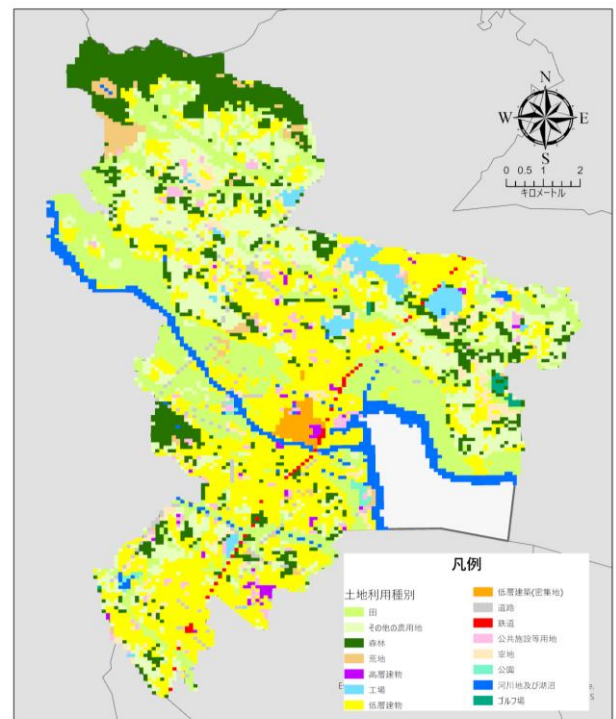 N
W E
S
0 0.5 1 2
キロメートル
凡例
土地利用種別
田
その他の農用地
森林
荒地
高層建物
工場
低層建物
低層建築(密集地)
道路
鉄道
公共施設等用地
空地
公園
河川地及び湖沼
ゴルフ場